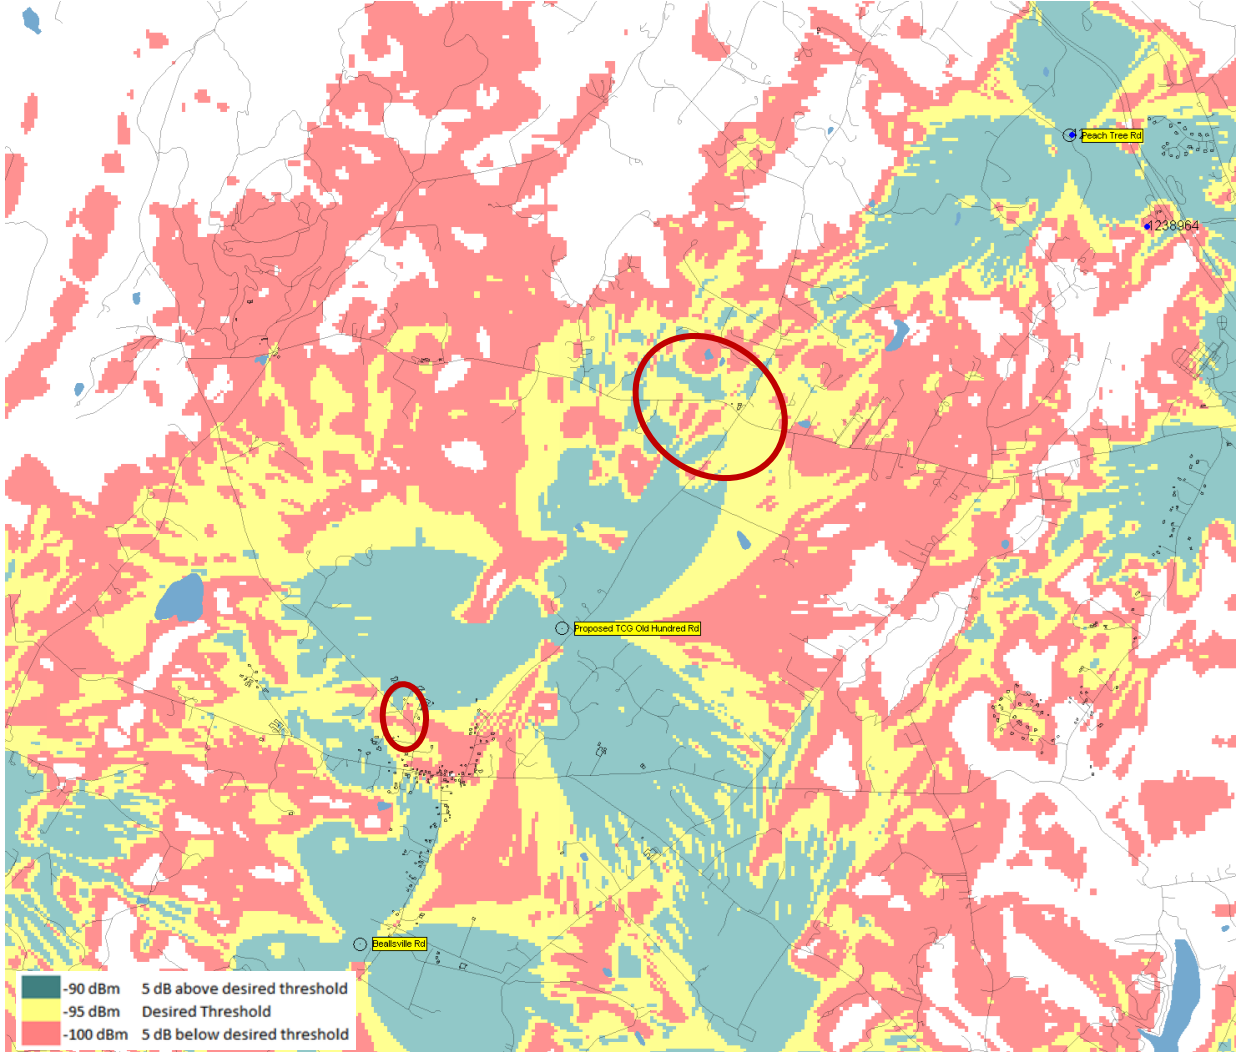 Peach Tree Rd
1238964
Proposed TCG Old Hundred Rd
Beallsville Rd
-90 dBm 5 dB above desired threshold
-95 dBm Desired Threshold
-100 dBm 5 dB below desired threshold